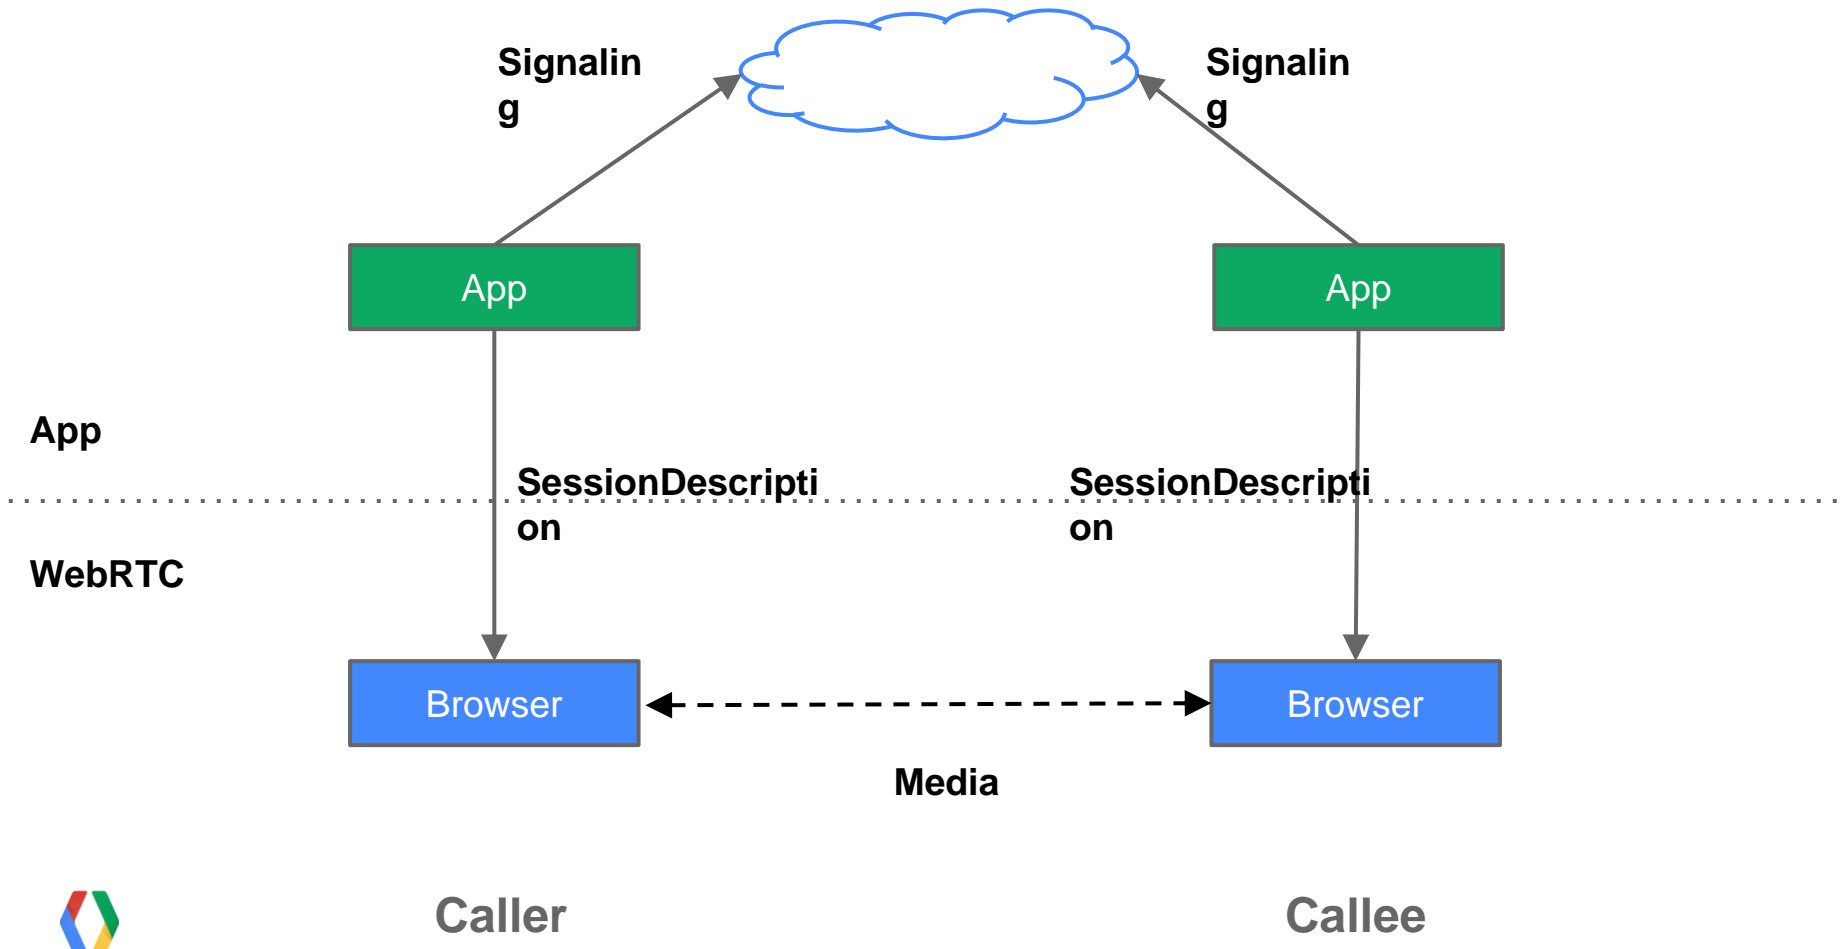 Signalin
g
Signalin
g
App
App
App
SessionDescripti
on
SessionDescripti
on
WebRTC
Browser
Browser
Media
Caller
Callee